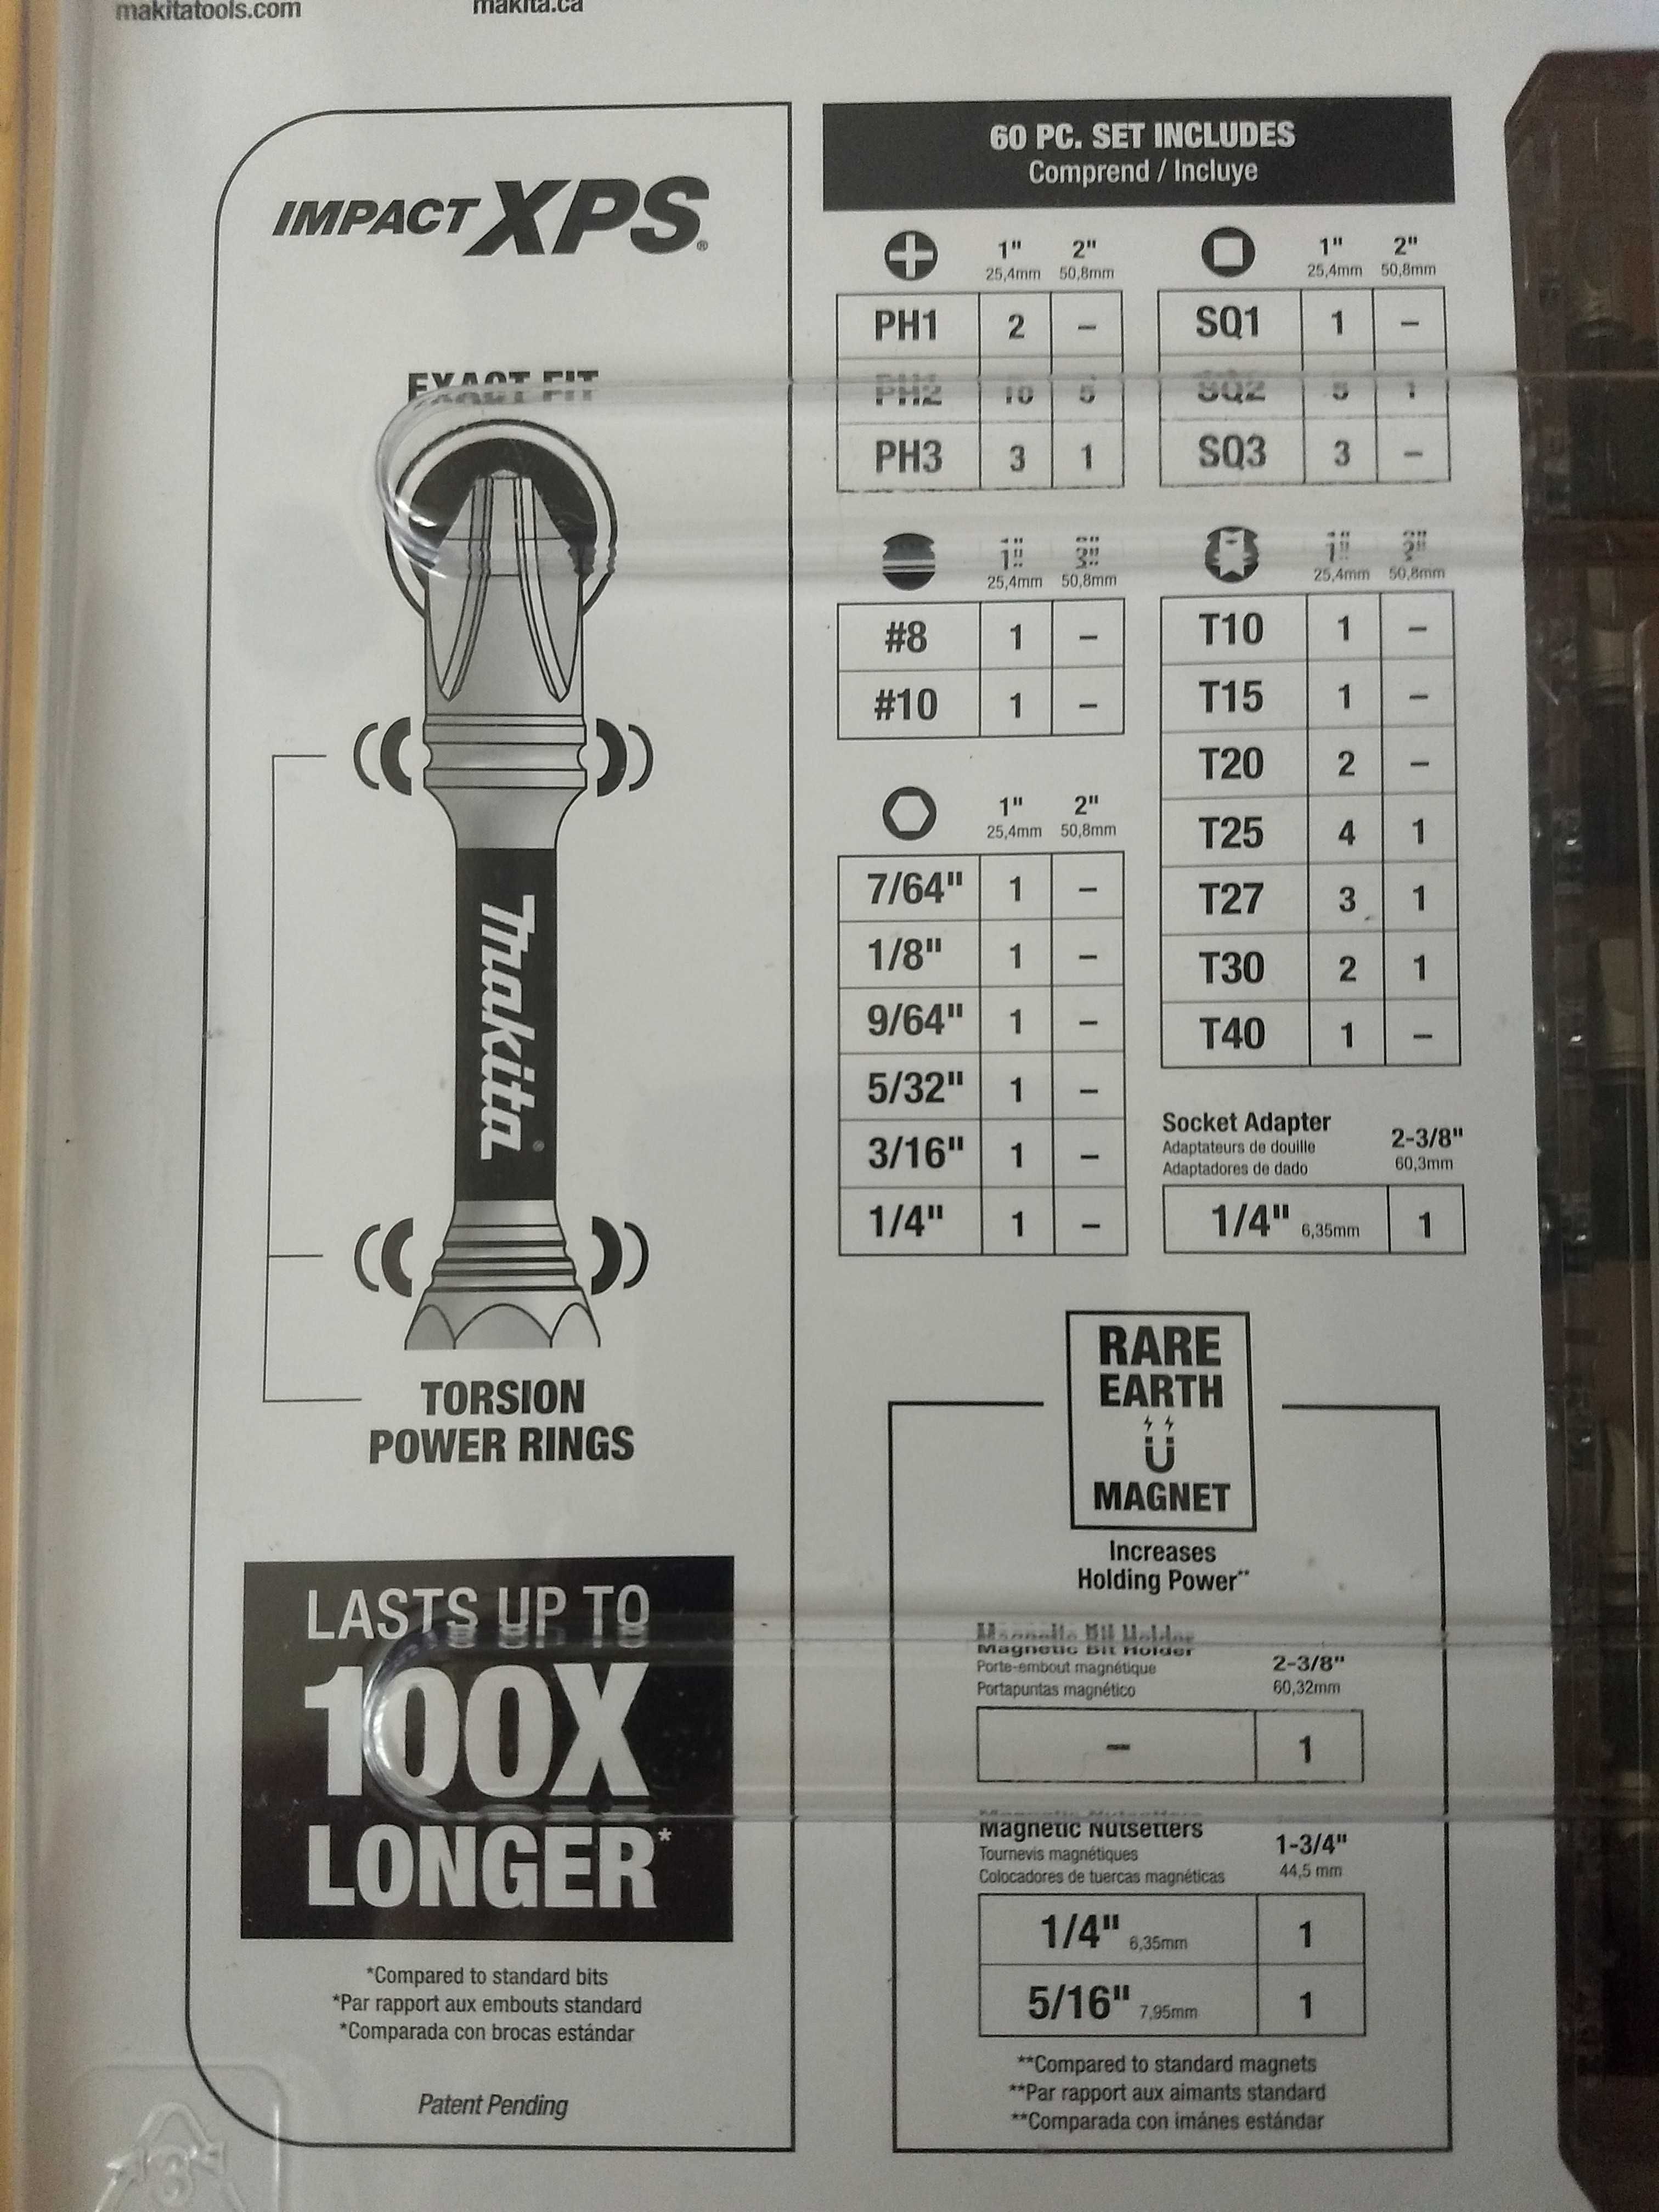 makitatools.com
makita.ca
IMPACT XPS®
EXACT FIT
Makita®
TORSION
POWER RINGS
LASTS UP TO
100X
LONGER*
*Compared to standard bits
*Par rapport aux embouts standard
*Comparada con brocas estándar
Patent Pending
60 PC. SET INCLUDES
Comprend / Incluye
1" 2"
25,4mm 50,8mm
PH1 2 –
PH2 10 5
PH3 3 1
1" 2"
25,4mm 50,8mm
SQ1 1 –
SQ2 5 1
SQ3 3 –
1" 2"
25,4mm 50,8mm
#8 1 –
#10 1 –
1" 2"
25,4mm 50,8mm
7/64" 1 –
1/8" 1 –
9/64" 1 –
5/32" 1 –
3/16" 1 –
1/4" 1 –
1" 2"
25,4mm 50,8mm
T10 1 –
T15 1 –
T20 2 –
T25 4 1
T27 3 1
T30 2 1
T40 1 –
Socket Adapter
Adaptateurs de douille
Adaptadores de dado
2-3/8"
60,3mm
1/4" 6,35mm 1
RARE
EARTH
MAGNET
Increases
Holding Power**
Magnetic Bit Holder
Porte-embout magnétique
Portapuntas magnético
2-3/8"
60,32mm
– 1
Magnetic Nutsetters
Tournevis magnétiques
Colocadores de tuercas magnéticas
1-3/4"
44,5 mm
1/4" 6,35mm 1
5/16" 7,95mm 1
**Compared to standard magnets
**Par rapport aux aimants standard
**Comparada con imánes estándar
3